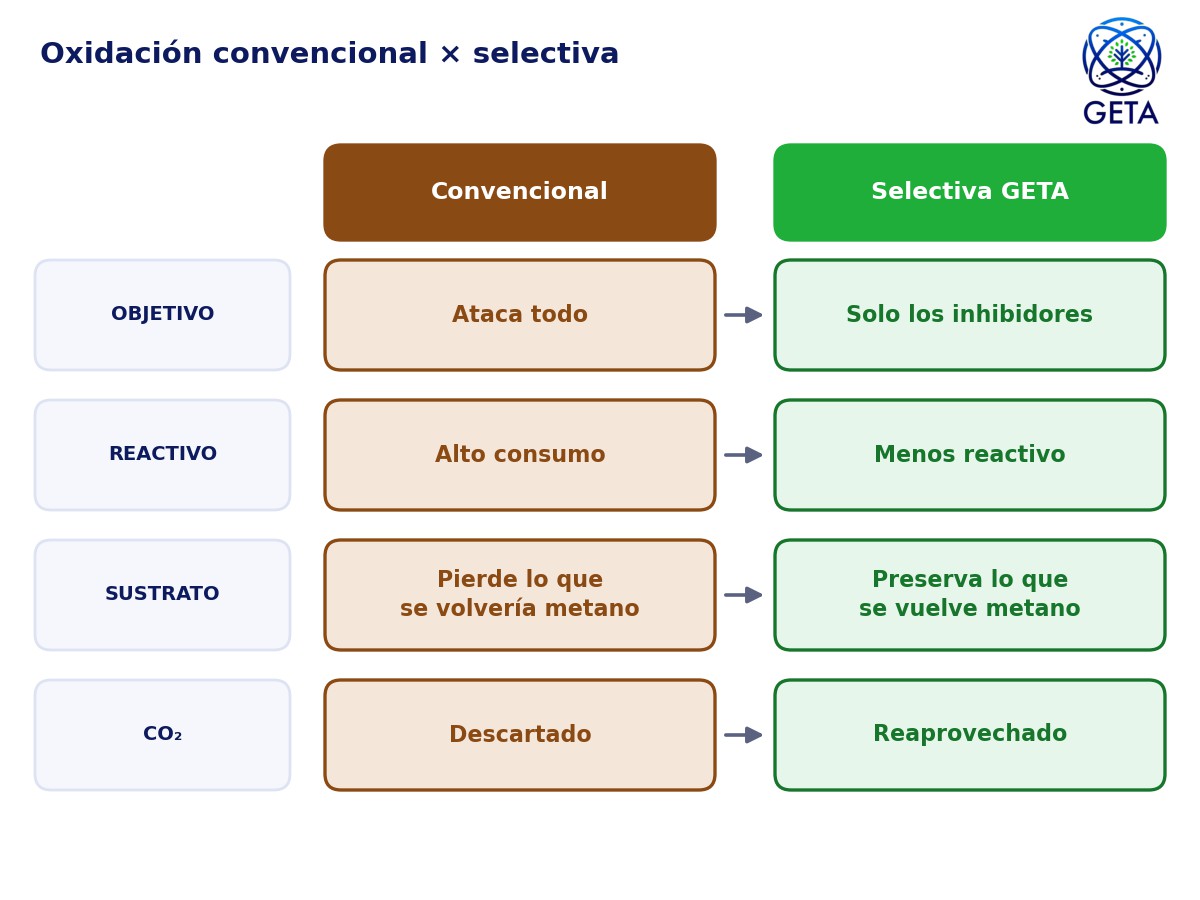 Oxidación convencional × selectiva
GETA
Convencional
Selectiva GETA
OBJETIVO
Ataca todo
Solo los inhibidores
REACTIVO
Alto consumo
Menos reactivo
SUSTRATO
Pierde lo que
se volvería metano
Preserva lo que
se vuelve metano
CO₂
Descartado
Reaprovechado